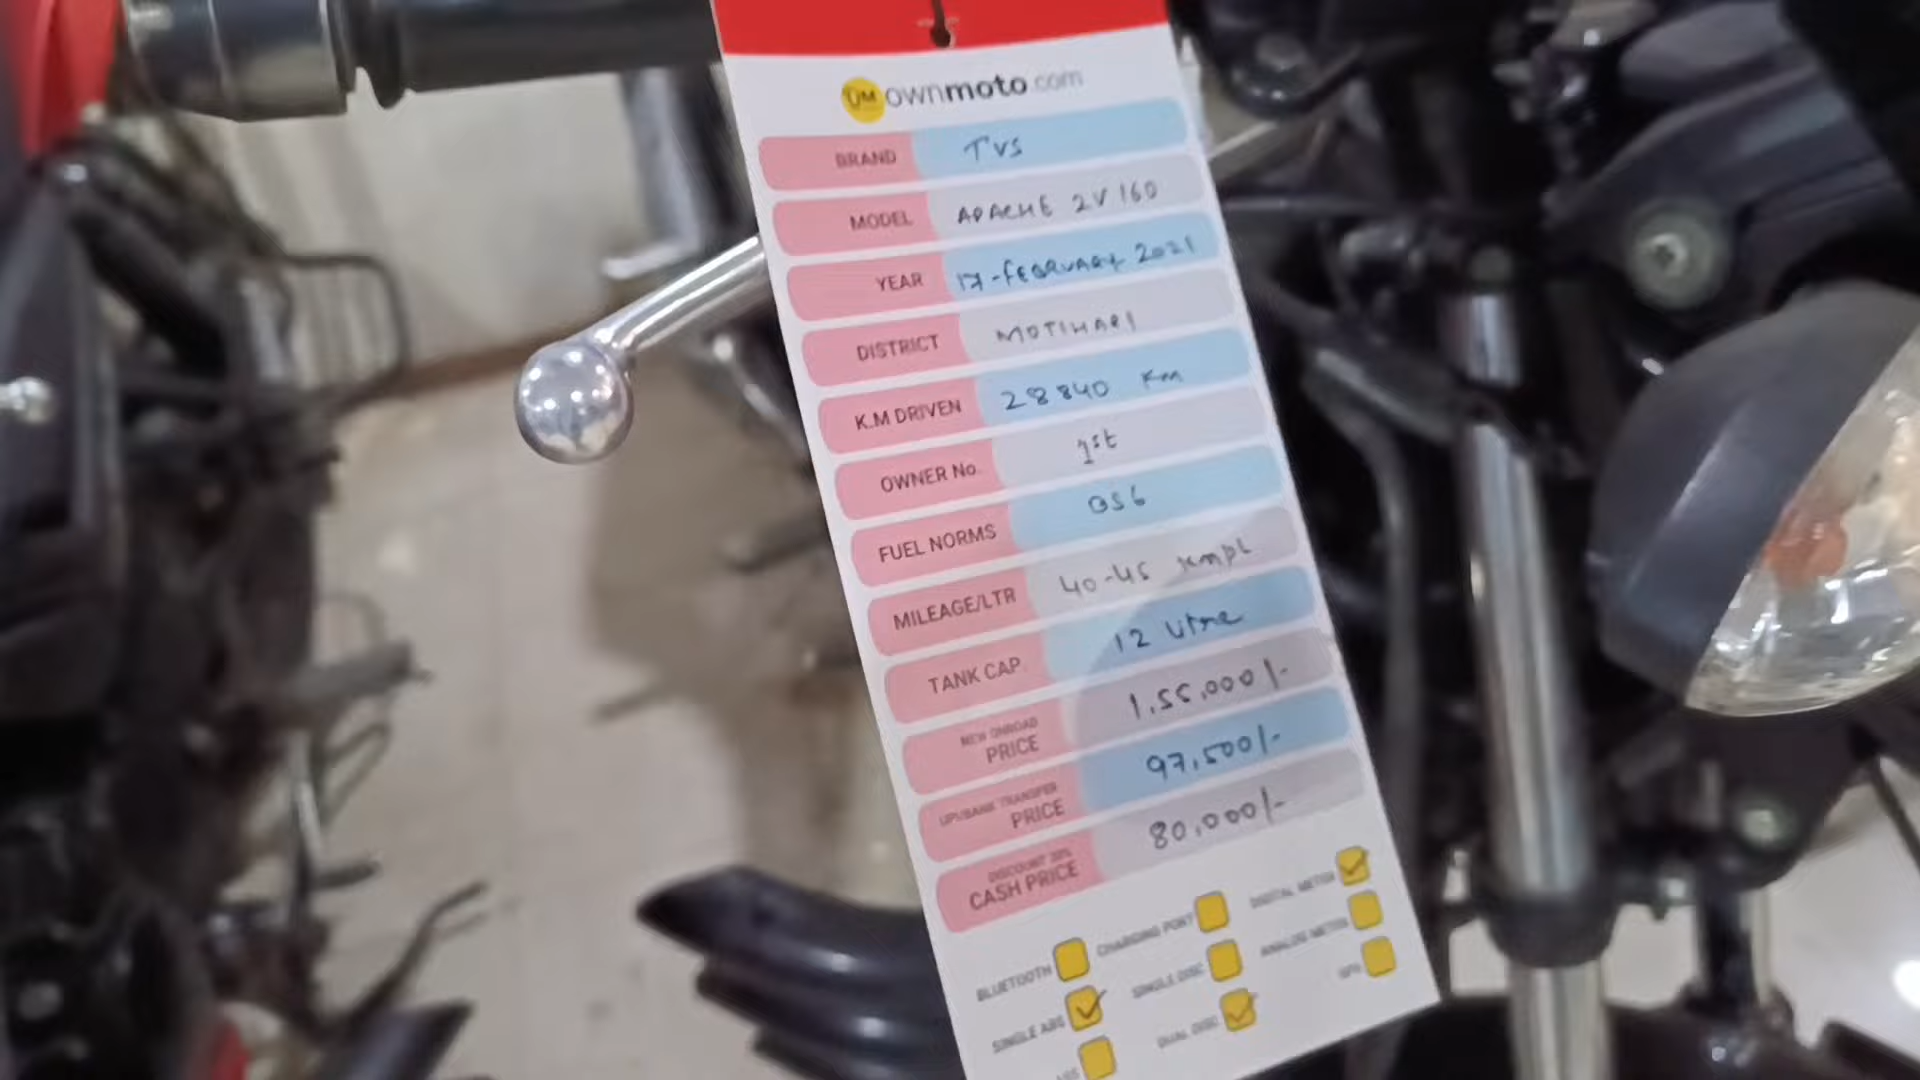 OM ownmoto.com
BRAND TVS
MODEL APACHE 2V 160
YEAR 17-FEBRUARY 2021
DISTRICT MOTIHARI
K.M DRIVEN 28840 Km
OWNER No. 1st
FUEL NORMS BS6
MILEAGE/LTR 40-45 KmpL
TANK CAP. 12 Litre
NEW ONROAD PRICE 1,55,000/-
UPI/BANK TRANSFER PRICE 97,500/-
DISCOUNT CASH PRICE 80,000/-
BLUETOOTH CHARGING PORT DIGITAL METER
SINGLE ABS SINGLE DISC ANALOG METER
DUAL DISC